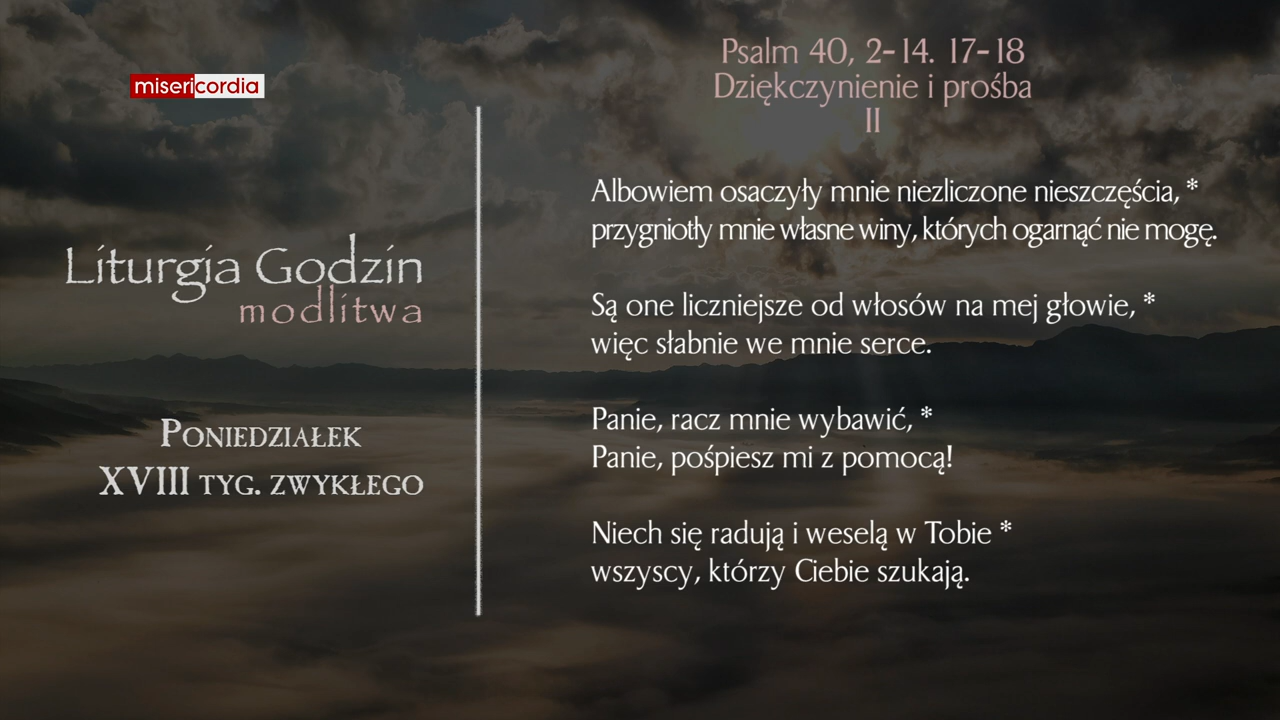 misericordia
Liturgia Godzin
modlitwa
Poniedziałek
XVIII tyg. zwykłego
Psalm 40, 2-14. 17-18
Dziękczynienie i prośba
II
Albowiem osaczyły mnie niezliczone nieszczęścia, *
przygniotły mnie własne winy, których ogarnąć nie mogę.
Są one liczniejsze od włosów na mej głowie, *
więc słabnie we mnie serce.
Panie, racz mnie wybawić, *
Panie, pośpiesz mi z pomocą!
Niech się radują i weselą w Tobie *
wszyscy, którzy Ciebie szukają.